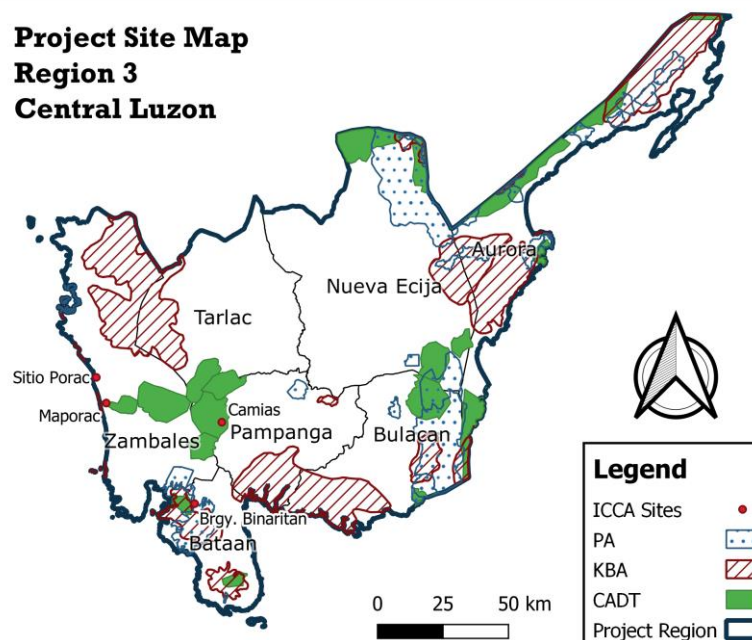 Project Site Map
Region 3
Central Luzon
Aurora
Nueva Ecija
Tarlac
Sitio Porac
Maporac
Camias
Zambales
Pampanga
Bulacan
Brgy. Binaritan
Bataan
0 25 50 km
Legend
ICCA Sites
PA
KBA
CADT
Project Region